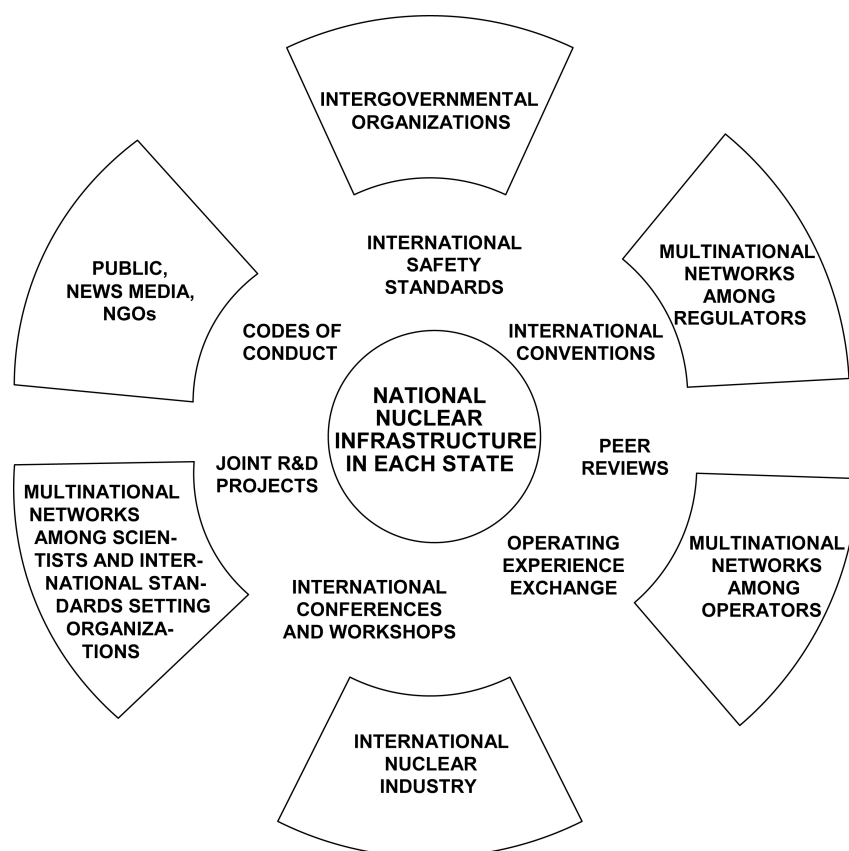 INTERGOVERNMENTAL
ORGANIZATIONS
MULTINATIONAL
NETWORKS
AMONG
REGULATORS
PUBLIC,
NEWS MEDIA,
NGOs
INTERNATIONAL
SAFETY
STANDARDS
CODES OF
CONDUCT
INTERNATIONAL
CONVENTIONS
NATIONAL
NUCLEAR
INFRASTRUCTURE
IN EACH STATE
PEER
REVIEWS
JOINT R&D
PROJECTS
MULTINATIONAL
NETWORKS
AMONG SCIEN-
TISTS AND INTER-
NATIONAL STAN-
DARDS SETTING
ORGANIZA-
TIONS
OPERATING
EXPERIENCE
EXCHANGE
MULTINATIONAL
NETWORKS
AMONG
OPERATORS
INTERNATIONAL
CONFERENCES
AND WORKSHOPS
INTERNATIONAL
NUCLEAR
INDUSTRY